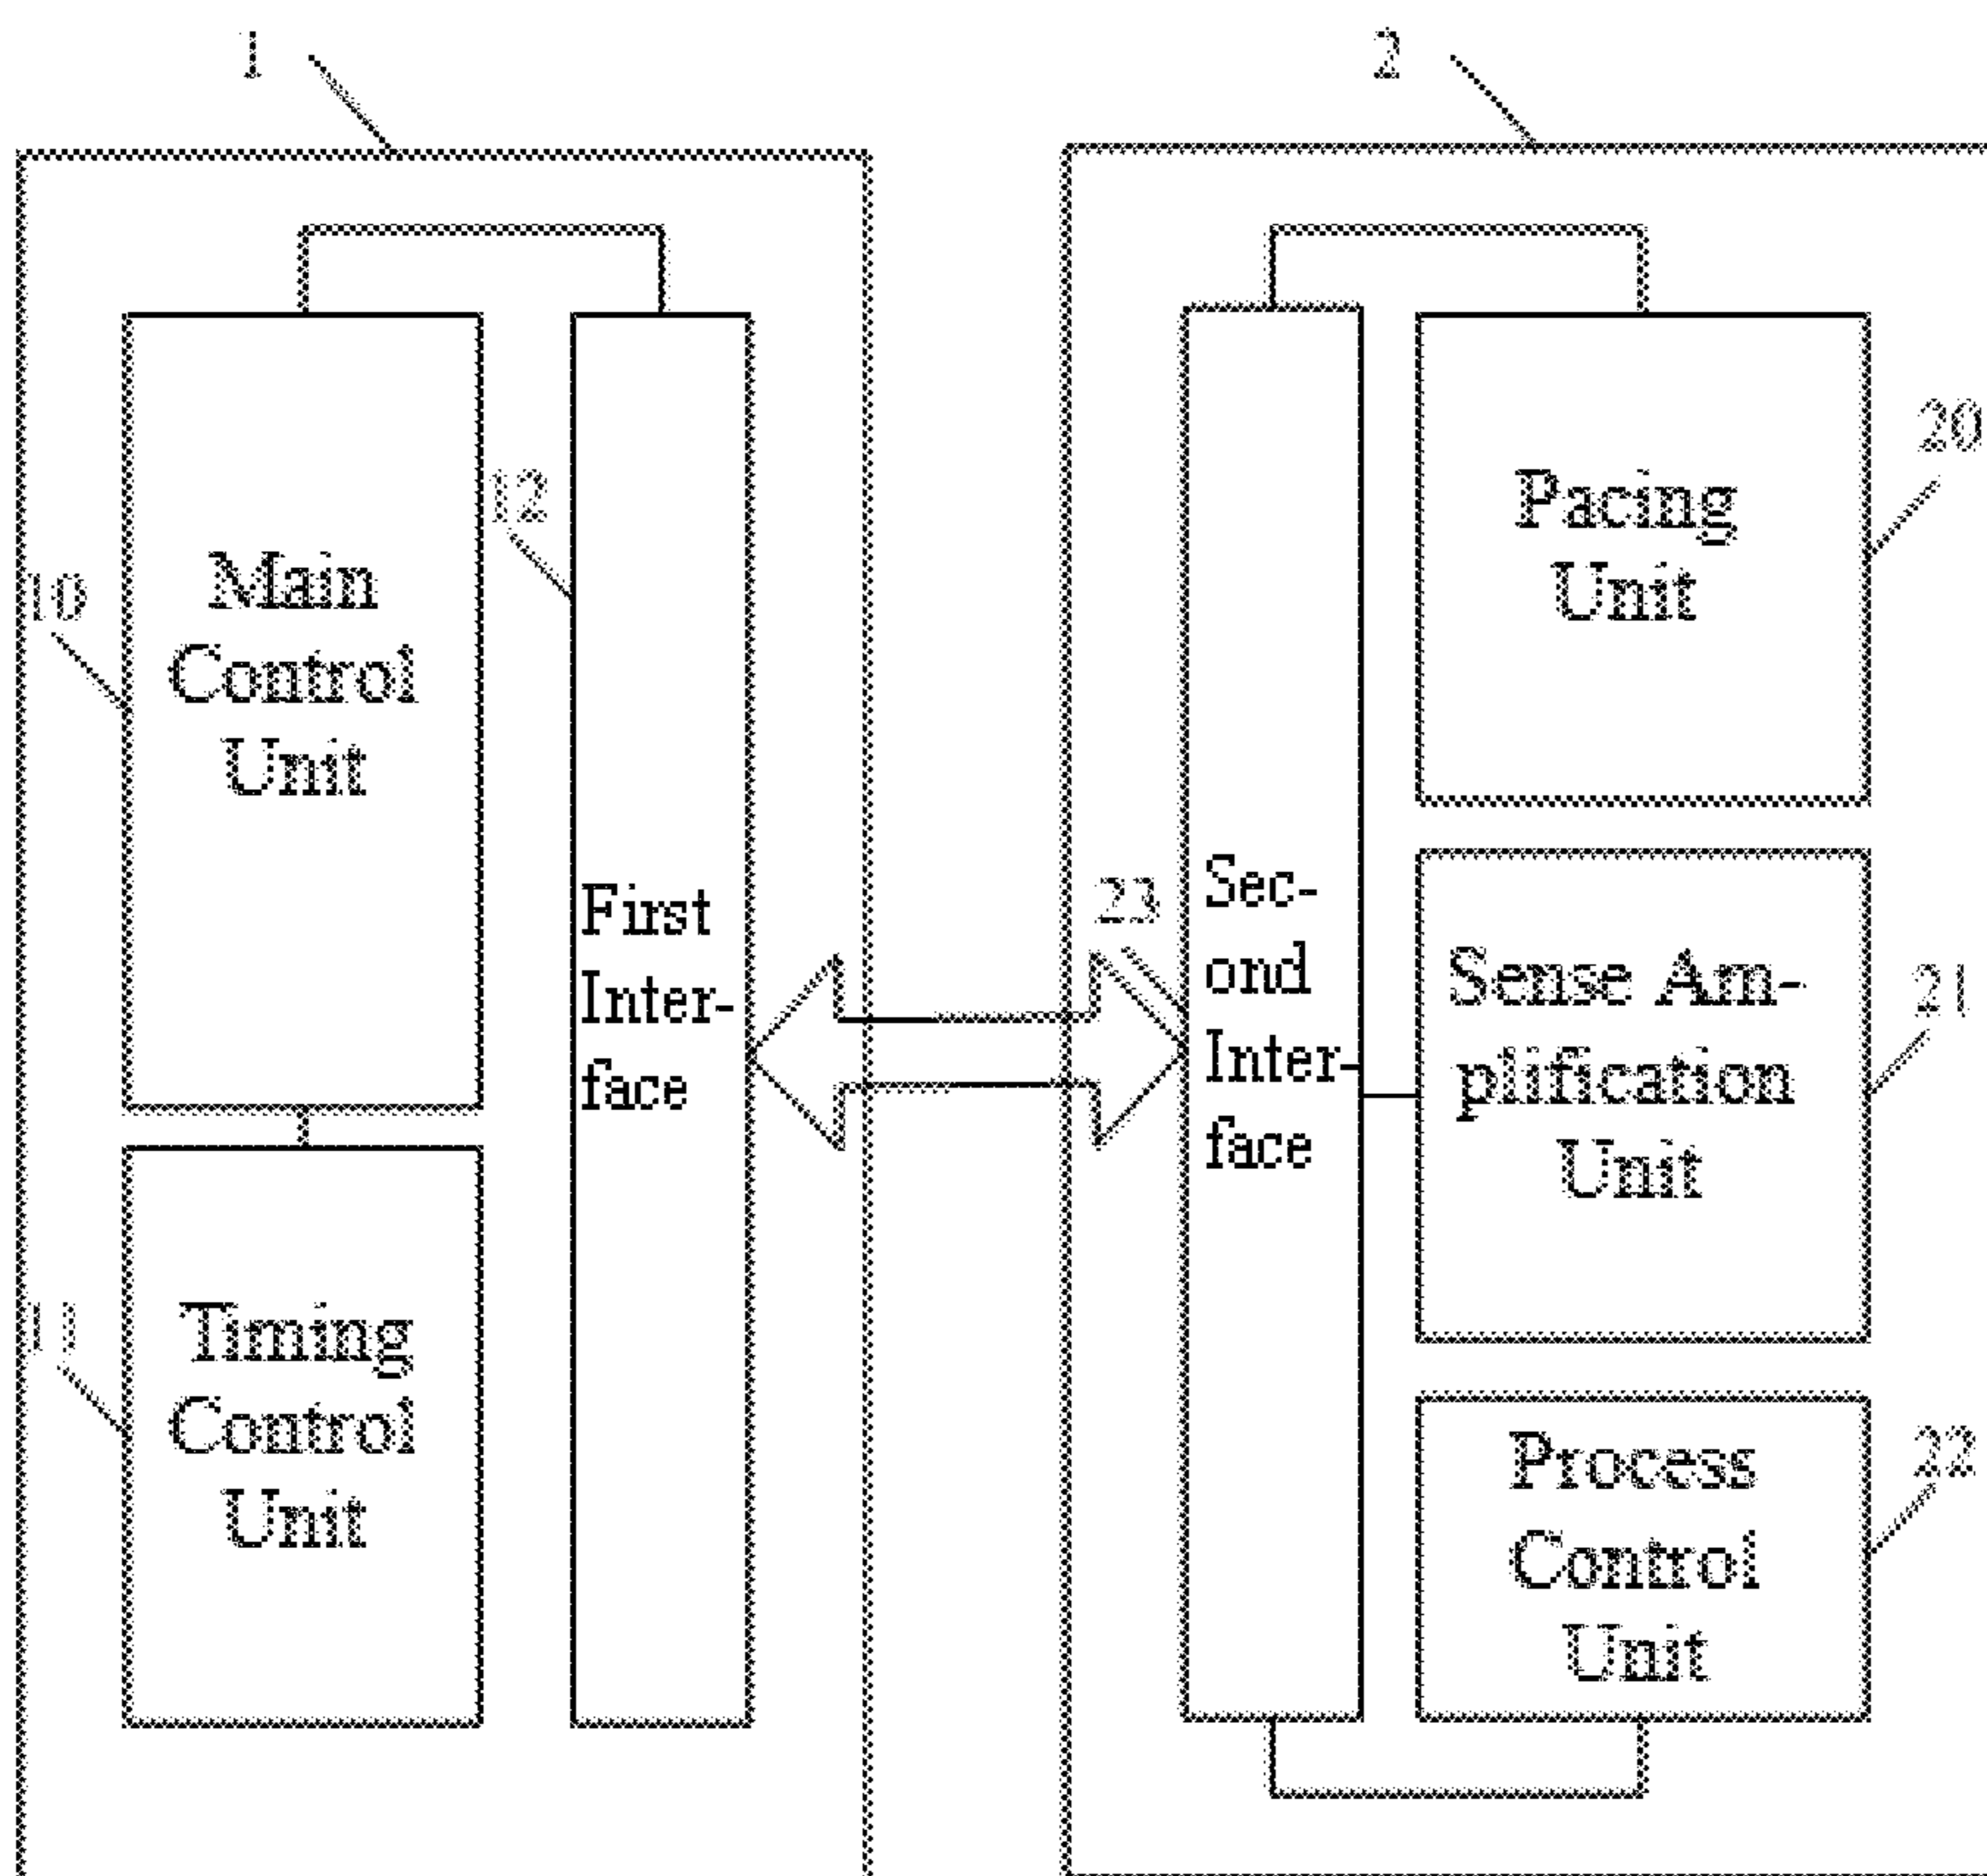 1
2
10
Main
Control
Unit
12
First
Inter-
face
11
Timing
Control
Unit
23
Sec-
ond
Inter-
face
Pacing
Unit
20
Sense Am-
plification
Unit
21
Process
Control
Unit
22